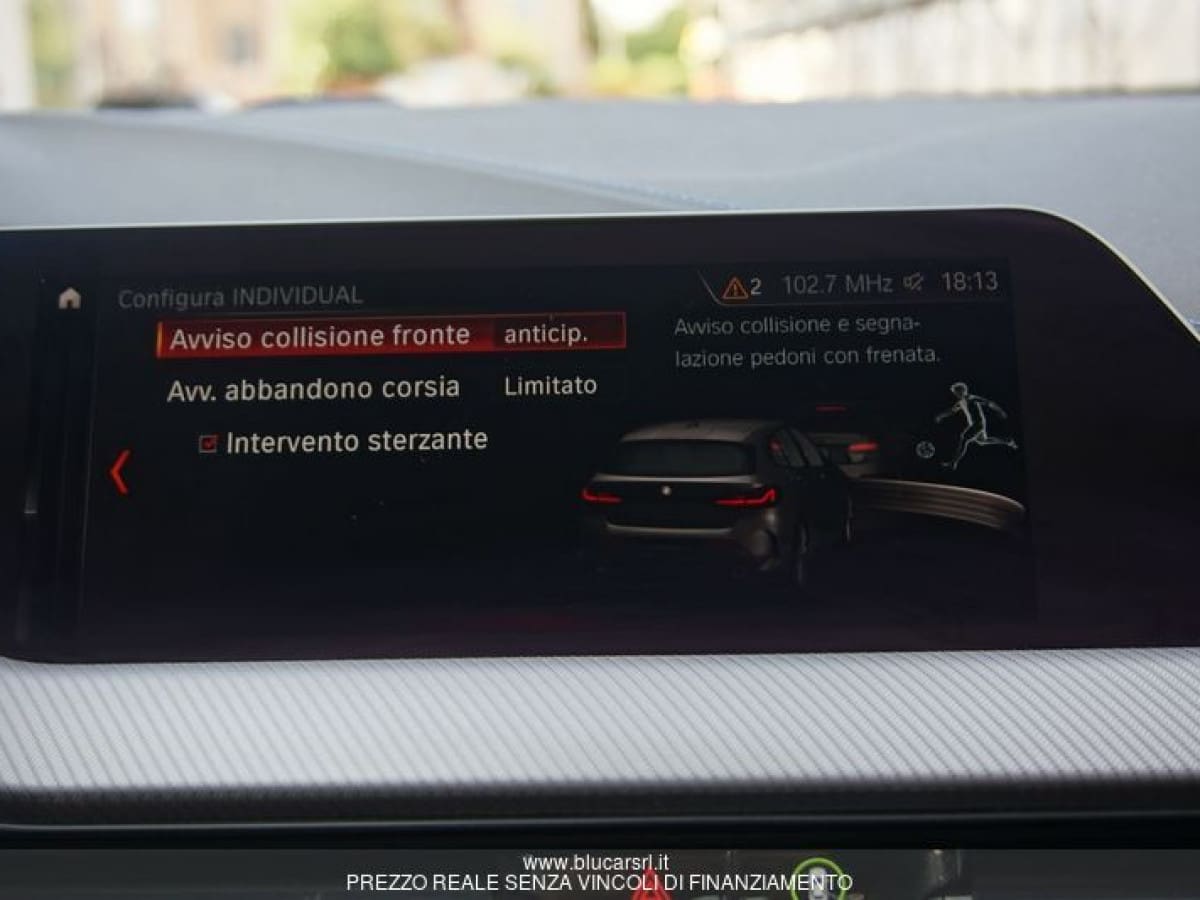 Configura INDIVIDUAL
2 102.7 MHz 18:13
Avviso collisione fronte anticip.
Avv. abbandono corsia Limitato
Intervento sterzante
Avviso collisione e segna-
lazione pedoni con frenata.
www.blucarsrl.it
PREZZO REALE SENZA VINCOLI DI FINANZIAMENTO